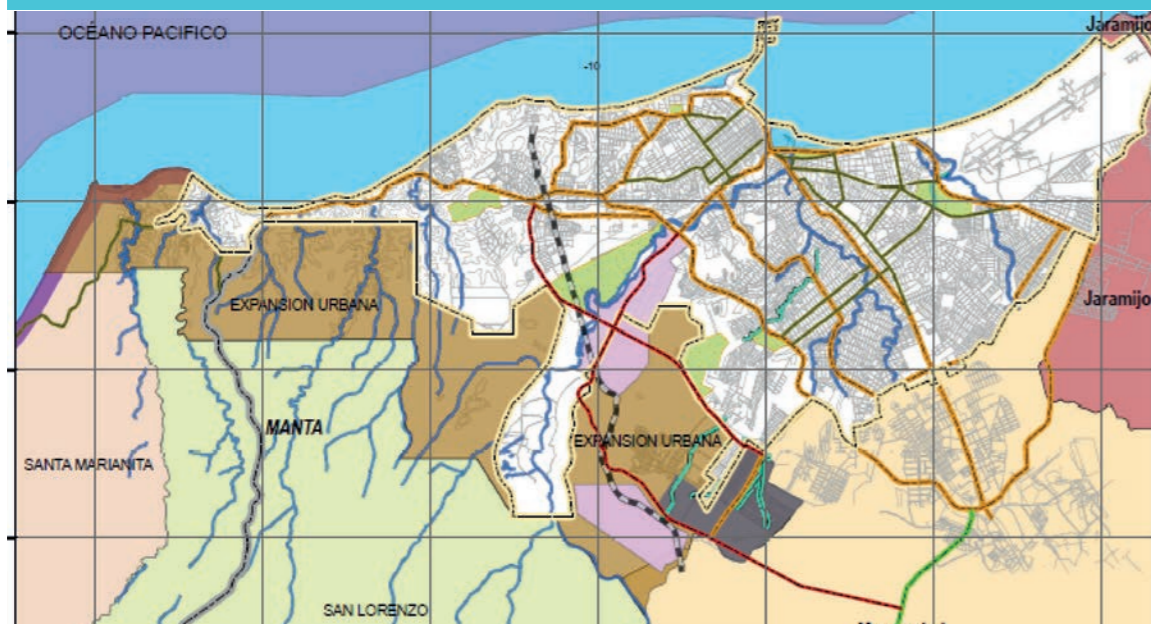 OCÉANO PACIFICO
Jaramijo
-10
EXPANSION URBANA
Jaramijo
MANTA
EXPANSION URBANA
SANTA MARIANITA
SAN LORENZO